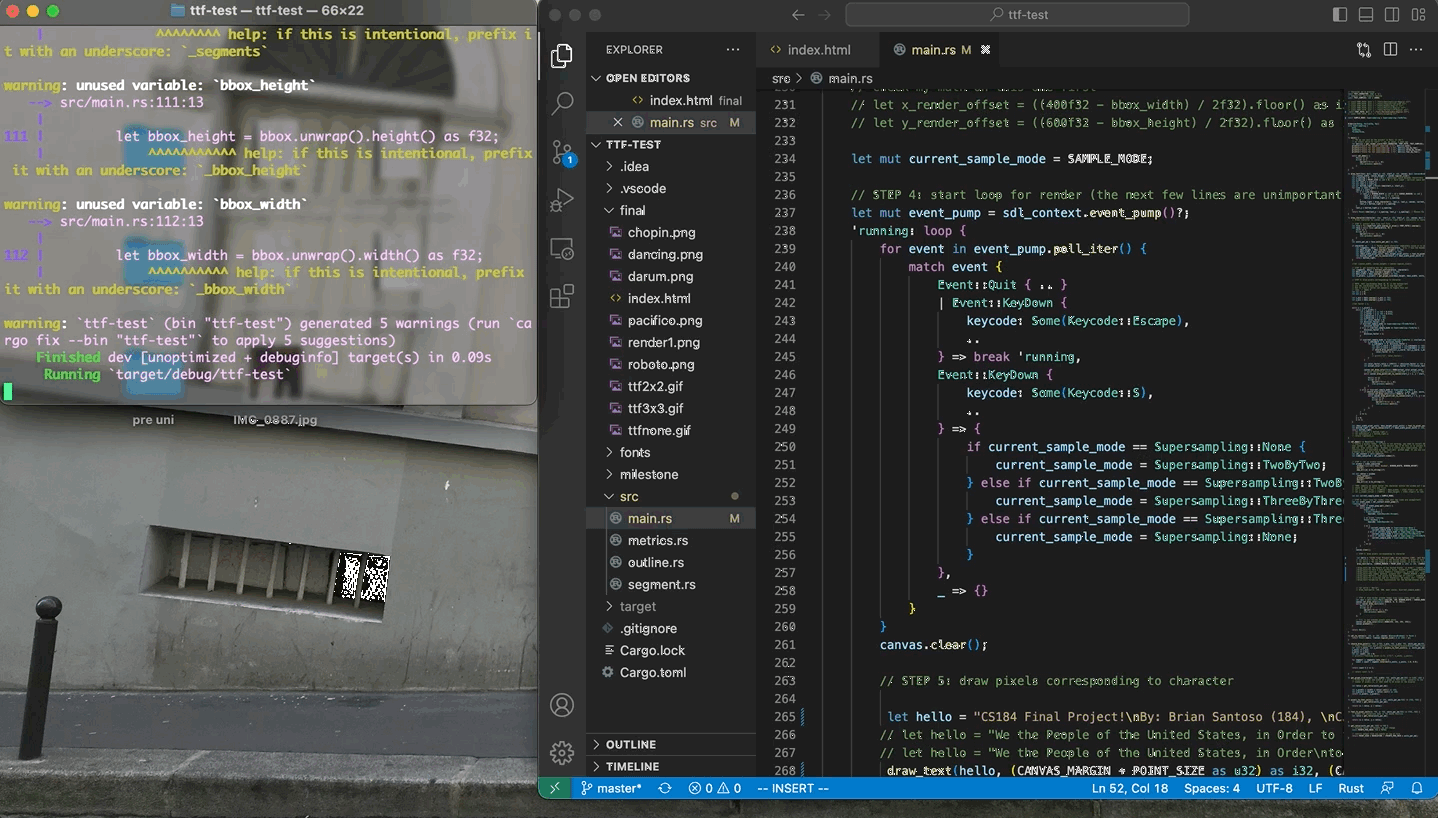 ttf-test — ttf-test — 66×22
^^^^^^^^ help: if this is intentional, prefix i
t with an underscore: `_segments`
warning: unused variable: `bbox_height`
--> src/main.rs:111:13
|
111 | let bbox_height = bbox.unwrap().height() as f32;
| ^^^^^^^^^^^ help: if this is intentional, prefix
it with an underscore: `_bbox_height`
warning: unused variable: `bbox_width`
--> src/main.rs:112:13
|
112 | let bbox_width = bbox.unwrap().width() as f32;
| ^^^^^^^^^^ help: if this is intentional, prefix
it with an underscore: `_bbox_width`
warning: `ttf-test` (bin "ttf-test") generated 5 warnings (run `ca
rgo fix --bin "ttf-test"` to apply 5 suggestions)
Finished dev [unoptimized + debuginfo] target(s) in 0.09s
Running `target/debug/ttf-test`
pre uni
IMG_0887.jpg
ttf-test
EXPLORER
OPEN EDITORS
index.html final
main.rs src M
TTF-TEST
.idea
.vscode
final
chopin.png
dancing.png
darum.png
index.html
pacifico.png
render1.png
roboto.png
ttf2x2.gif
ttf3x3.gif
ttfnone.gif
fonts
milestone
src
main.rs M
metrics.rs
outline.rs
segment.rs
target
.gitignore
Cargo.lock
Cargo.toml
OUTLINE
TIMELINE
1
index.html
main.rs M
src > main.rs
231 // let x_render_offset = ((400f32 - bbox_width) / 2f32).floor() as i
232 // let y_render_offset = ((600f32 - bbox_height) / 2f32).floor() as
233
234 let mut current_sample_mode = SAMPLE_MODE;
235
236 // STEP 4: start loop for render (the next few lines are unimportant
237 let mut event_pump = sdl_context.event_pump()?;
238 'running: loop {
239 for event in event_pump.poll_iter() {
240 match event {
241 Event::Quit { .. }
242 | Event::KeyDown {
243 keycode: Some(Keycode::Escape),
244 ..
245 } => break 'running,
246 Event::KeyDown {
247 keycode: Some(Keycode::S),
248 ..
249 } => {
250 if current_sample_mode == Supersampling::None {
251 current_sample_mode = Supersampling::TwoByTwo;
252 } else if current_sample_mode == Supersampling::TwoB
253 current_sample_mode = Supersampling::ThreeByThre
254 } else if current_sample_mode == Supersampling::Thre
255 current_sample_mode = Supersampling::None;
256 }
257 },
258 _ => {}
259 }
260 }
261 canvas.clear();
262
263 // STEP 5: draw pixels corresponding to character
264
265 let hello = "CS184 Final Project!\nBy: Brian Santoso (184), \nC
266 // let hello = "We the People of the United States, in Order to
267 // let hello = "We the People of the United States, in Order\nto
268 draw_text(hello, (CANVAS_MARGIN + POINT_SIZE as u32) as i32, (C
master* 0 0 -- INSERT -- Ln 52, Col 18 Spaces: 4 UTF-8 LF Rust